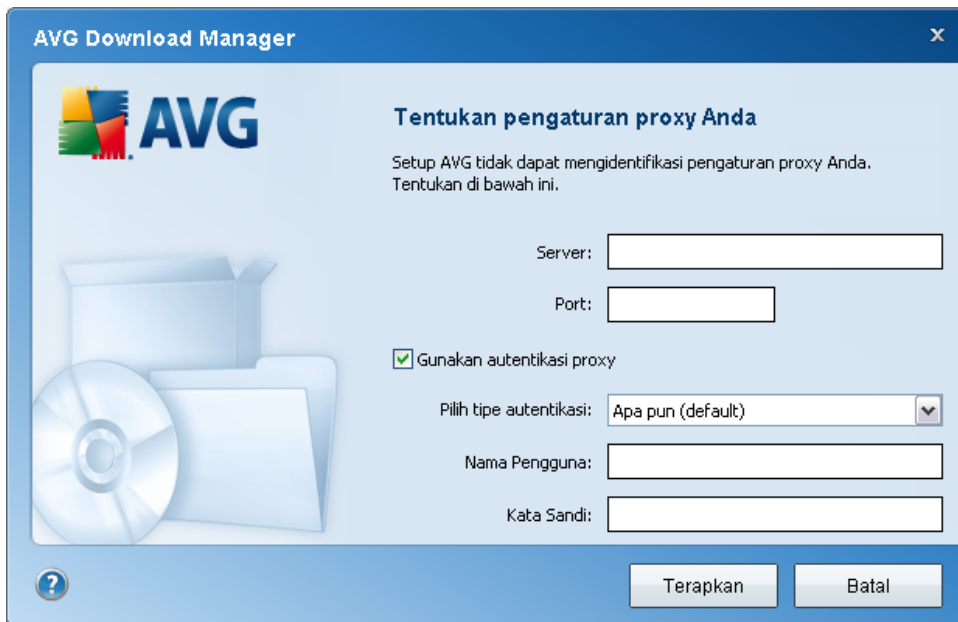 AVG Download Manager
x
AVG
Tentukan pengaturan proxy Anda
Setup AVG tidak dapat mengidentifikasi pengaturan proxy Anda.
Tentukan di bawah ini.
Server:
Port:
Gunakan autentikasi proxy
Pilih tipe autentikasi: Apa pun (default)
Nama Pengguna:
Kata Sandi:
?
Terapkan Batal